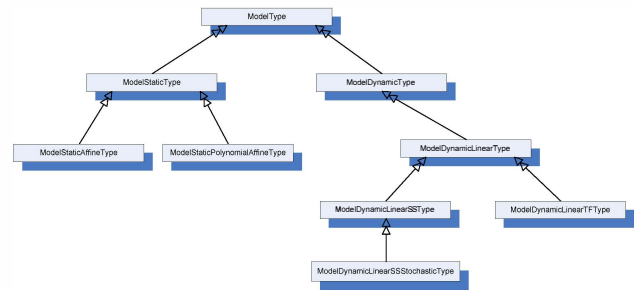 ModelType
ModelStaticType
ModelDynamicType
ModelStaticAffineType
ModelStaticPolynomialAffineType
ModelDynamicLinearType
ModelDynamicLinearSSType
ModelDynamicLinearTFType
ModelDynamicLinearSSStochasticType